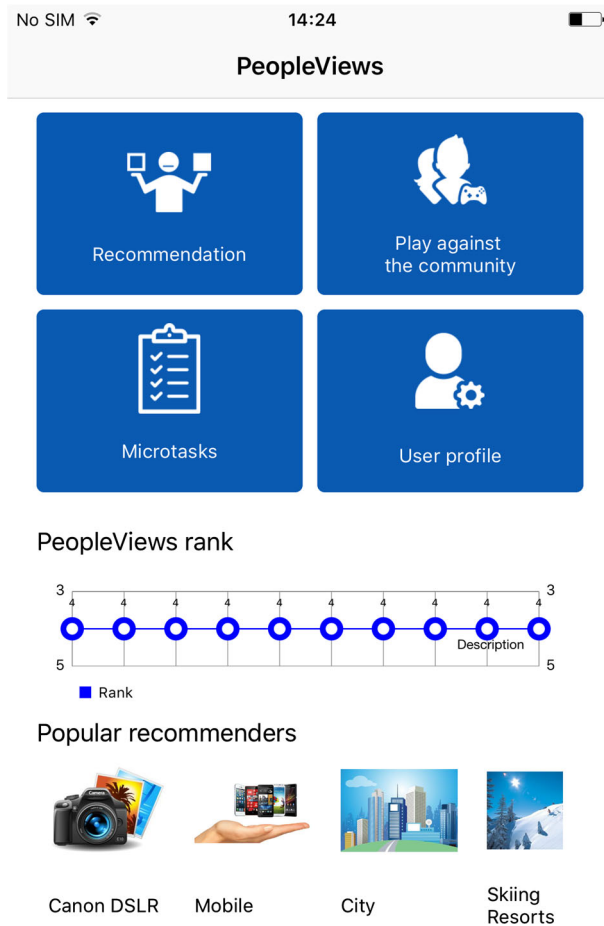 No SIM 14:24
PeopleViews
Recommendation
Play against
the community
Microtasks
User profile
PeopleViews rank
3 3
4 4 4 4 4 4 4 4 4 4
Description
5 5
Rank
Popular recommenders
Canon DSLR
Mobile
City
Skiing
Resorts